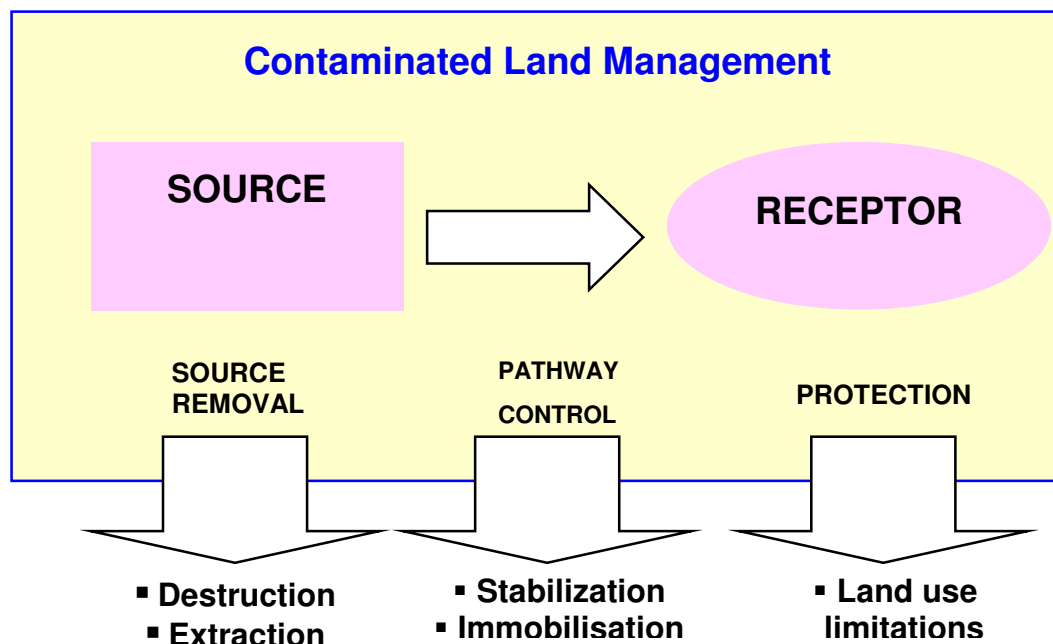 Contaminated Land Management
SOURCE
RECEPTOR
SOURCE
REMOVAL
PATHWAY
CONTROL
PROTECTION
▪ Destruction
▪ Extraction
▪ Stabilization
▪ Immobilisation
▪ Land use
limitations